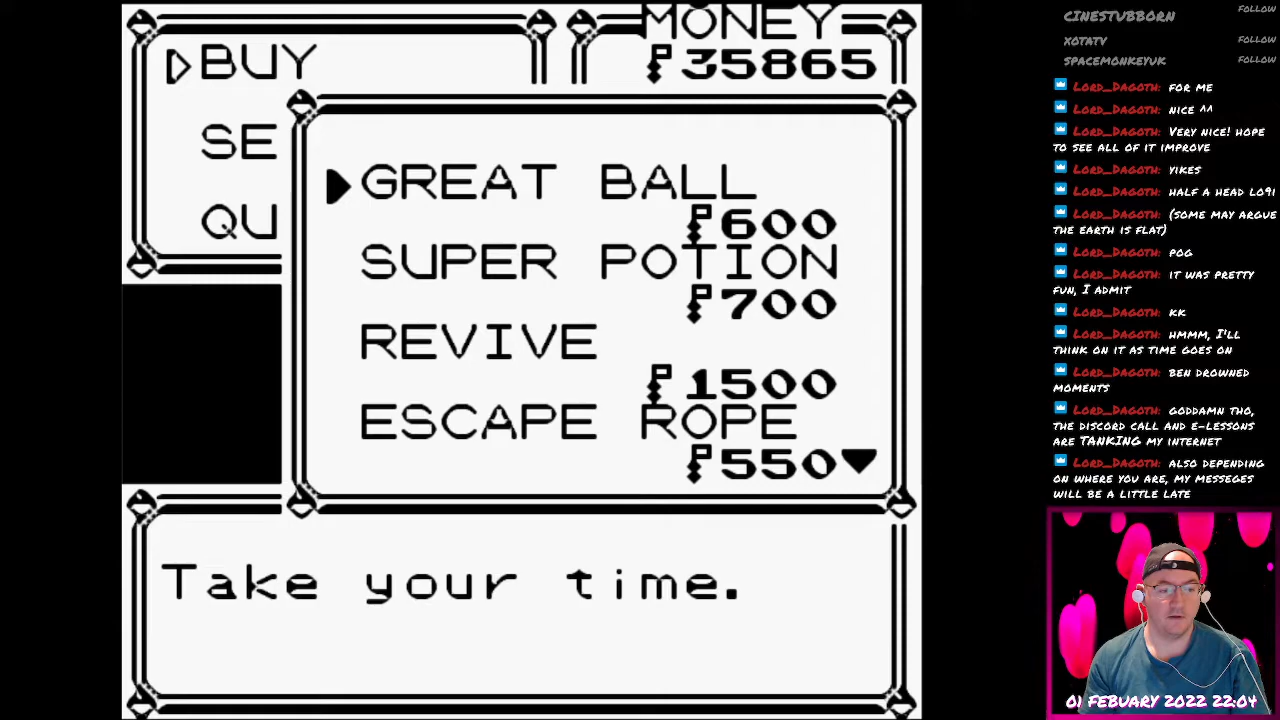 MONEY
BUY
35865
SE
QU
GREAT BALL
600
SUPER POTION
700
REVIVE
1500
ESCAPE ROPE
550
Take your time.
CINESTUBBORN FOLLOW
XOTATV FOLLOW
SPACEMONKEYUK FOLLOW
LORD_DAGOTH: FOR ME
LORD_DAGOTH: NICE ^^
LORD_DAGOTH: VERY NICE! HOPE
TO SEE ALL OF IT IMPROVE
LORD_DAGOTH: YIKES
LORD_DAGOTH: HALF A HEAD
LORD_DAGOTH: (SOME MAY ARGUE
THE EARTH IS FLAT)
LORD_DAGOTH: POG
LORD_DAGOTH: IT WAS PRETTY
FUN, I ADMIT
LORD_DAGOTH: KK
LORD_DAGOTH: HMMM, I'LL
THINK ON IT AS TIME GOES ON
LORD_DAGOTH: BEN DROWNED
MOMENTS
LORD_DAGOTH: GODDAMN THO,
THE DISCORD CALL AND E-LESSONS
ARE TANKING MY INTERNET
LORD_DAGOTH: ALSO DEPENDING
ON WHERE YOU ARE, MY MESSEGES
WILL BE A LITTLE LATE
01 FEBUARY 2022 22:04